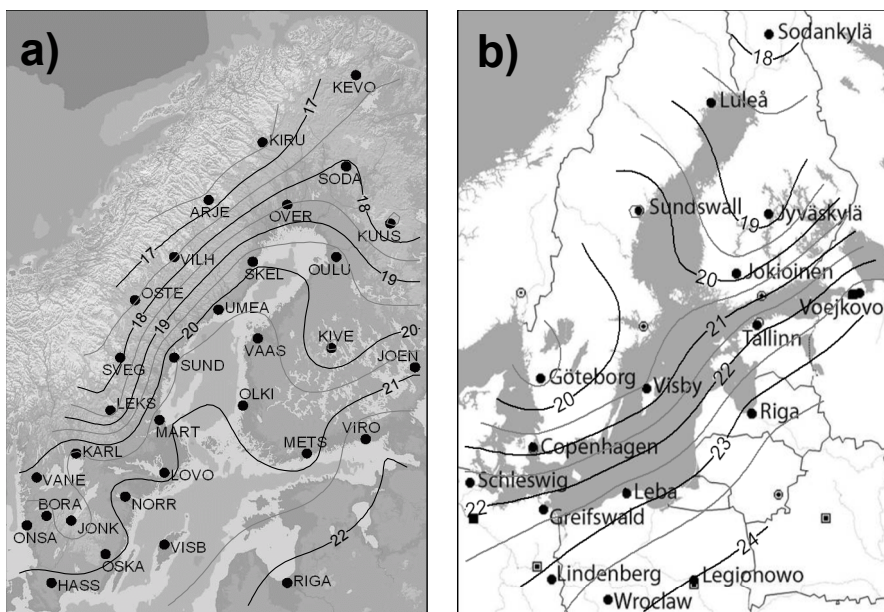 a)
KEVO
17
KIRU
SODA
18
ARJE
OVER
KUUS
17
VILH
SKEL
OULU
19
OSTE
UMEA
18
19
20
VAAS
KIVE
20
SVEG
SUND
JOEN
21
LEKS
OLKI
MART
ViRO
KARL
METS
VANE
LOVO
BORA
NORR
ONSA
JONK
22
VISB
OSKA
HASS
RIGA
b)
Sodankylä
18
Luleå
Sundswall
19
Jyväskylä
20
Jokioinen
Voejkovo
21
Tallinn
Göteborg
Visby
22
20
Riga
Copenhagen
23
Schleswig
Leba
22
Greifswald
24
Lindenberg
Legionowo
Wroclaw